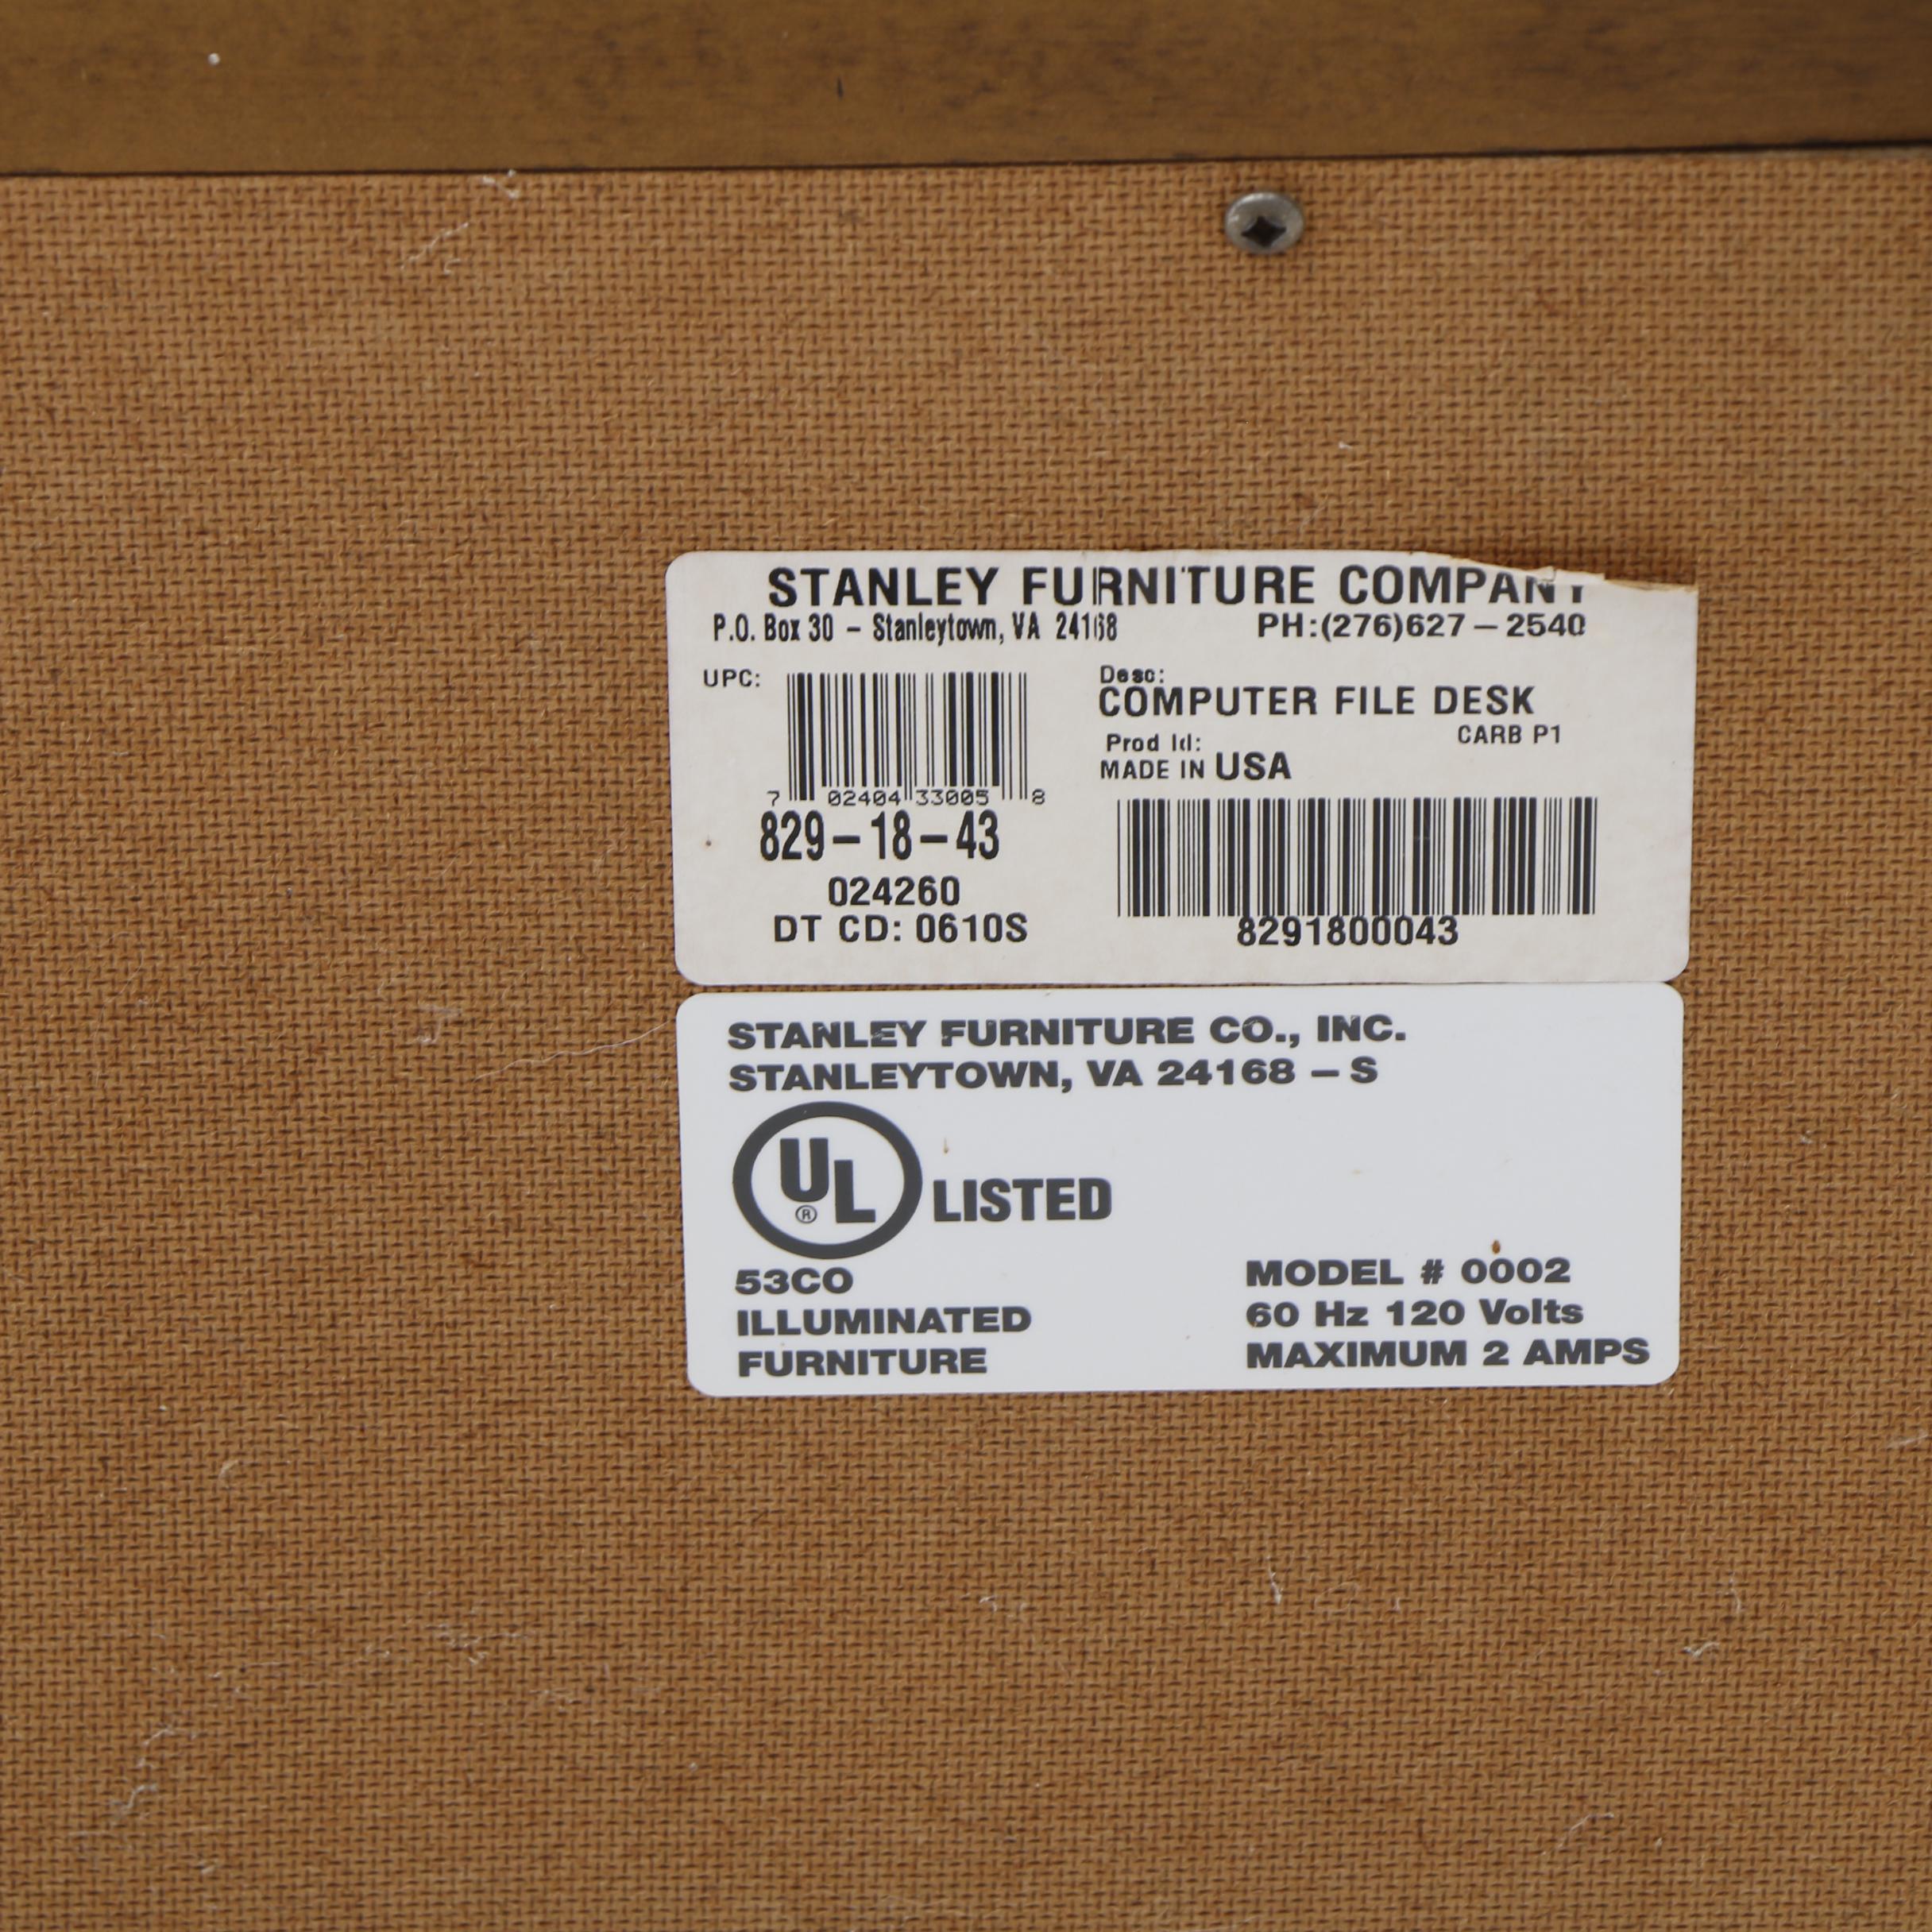 STANLEY FURNITURE COMPANY
P.O. Box 30 – Stanleytown, VA 24168 PH:(276)627–2540
UPC:
7 02404 33005 8
829–18–43
024260
DT CD: 0610S
Desc:
COMPUTER FILE DESK
CARB P1
Prod Id:
MADE IN USA
8291800043
STANLEY FURNITURE CO., INC.
STANLEYTOWN, VA 24168 – S
UL ® LISTED
53CO
ILLUMINATED
FURNITURE
MODEL # 0002
60 Hz 120 Volts
MAXIMUM 2 AMPS